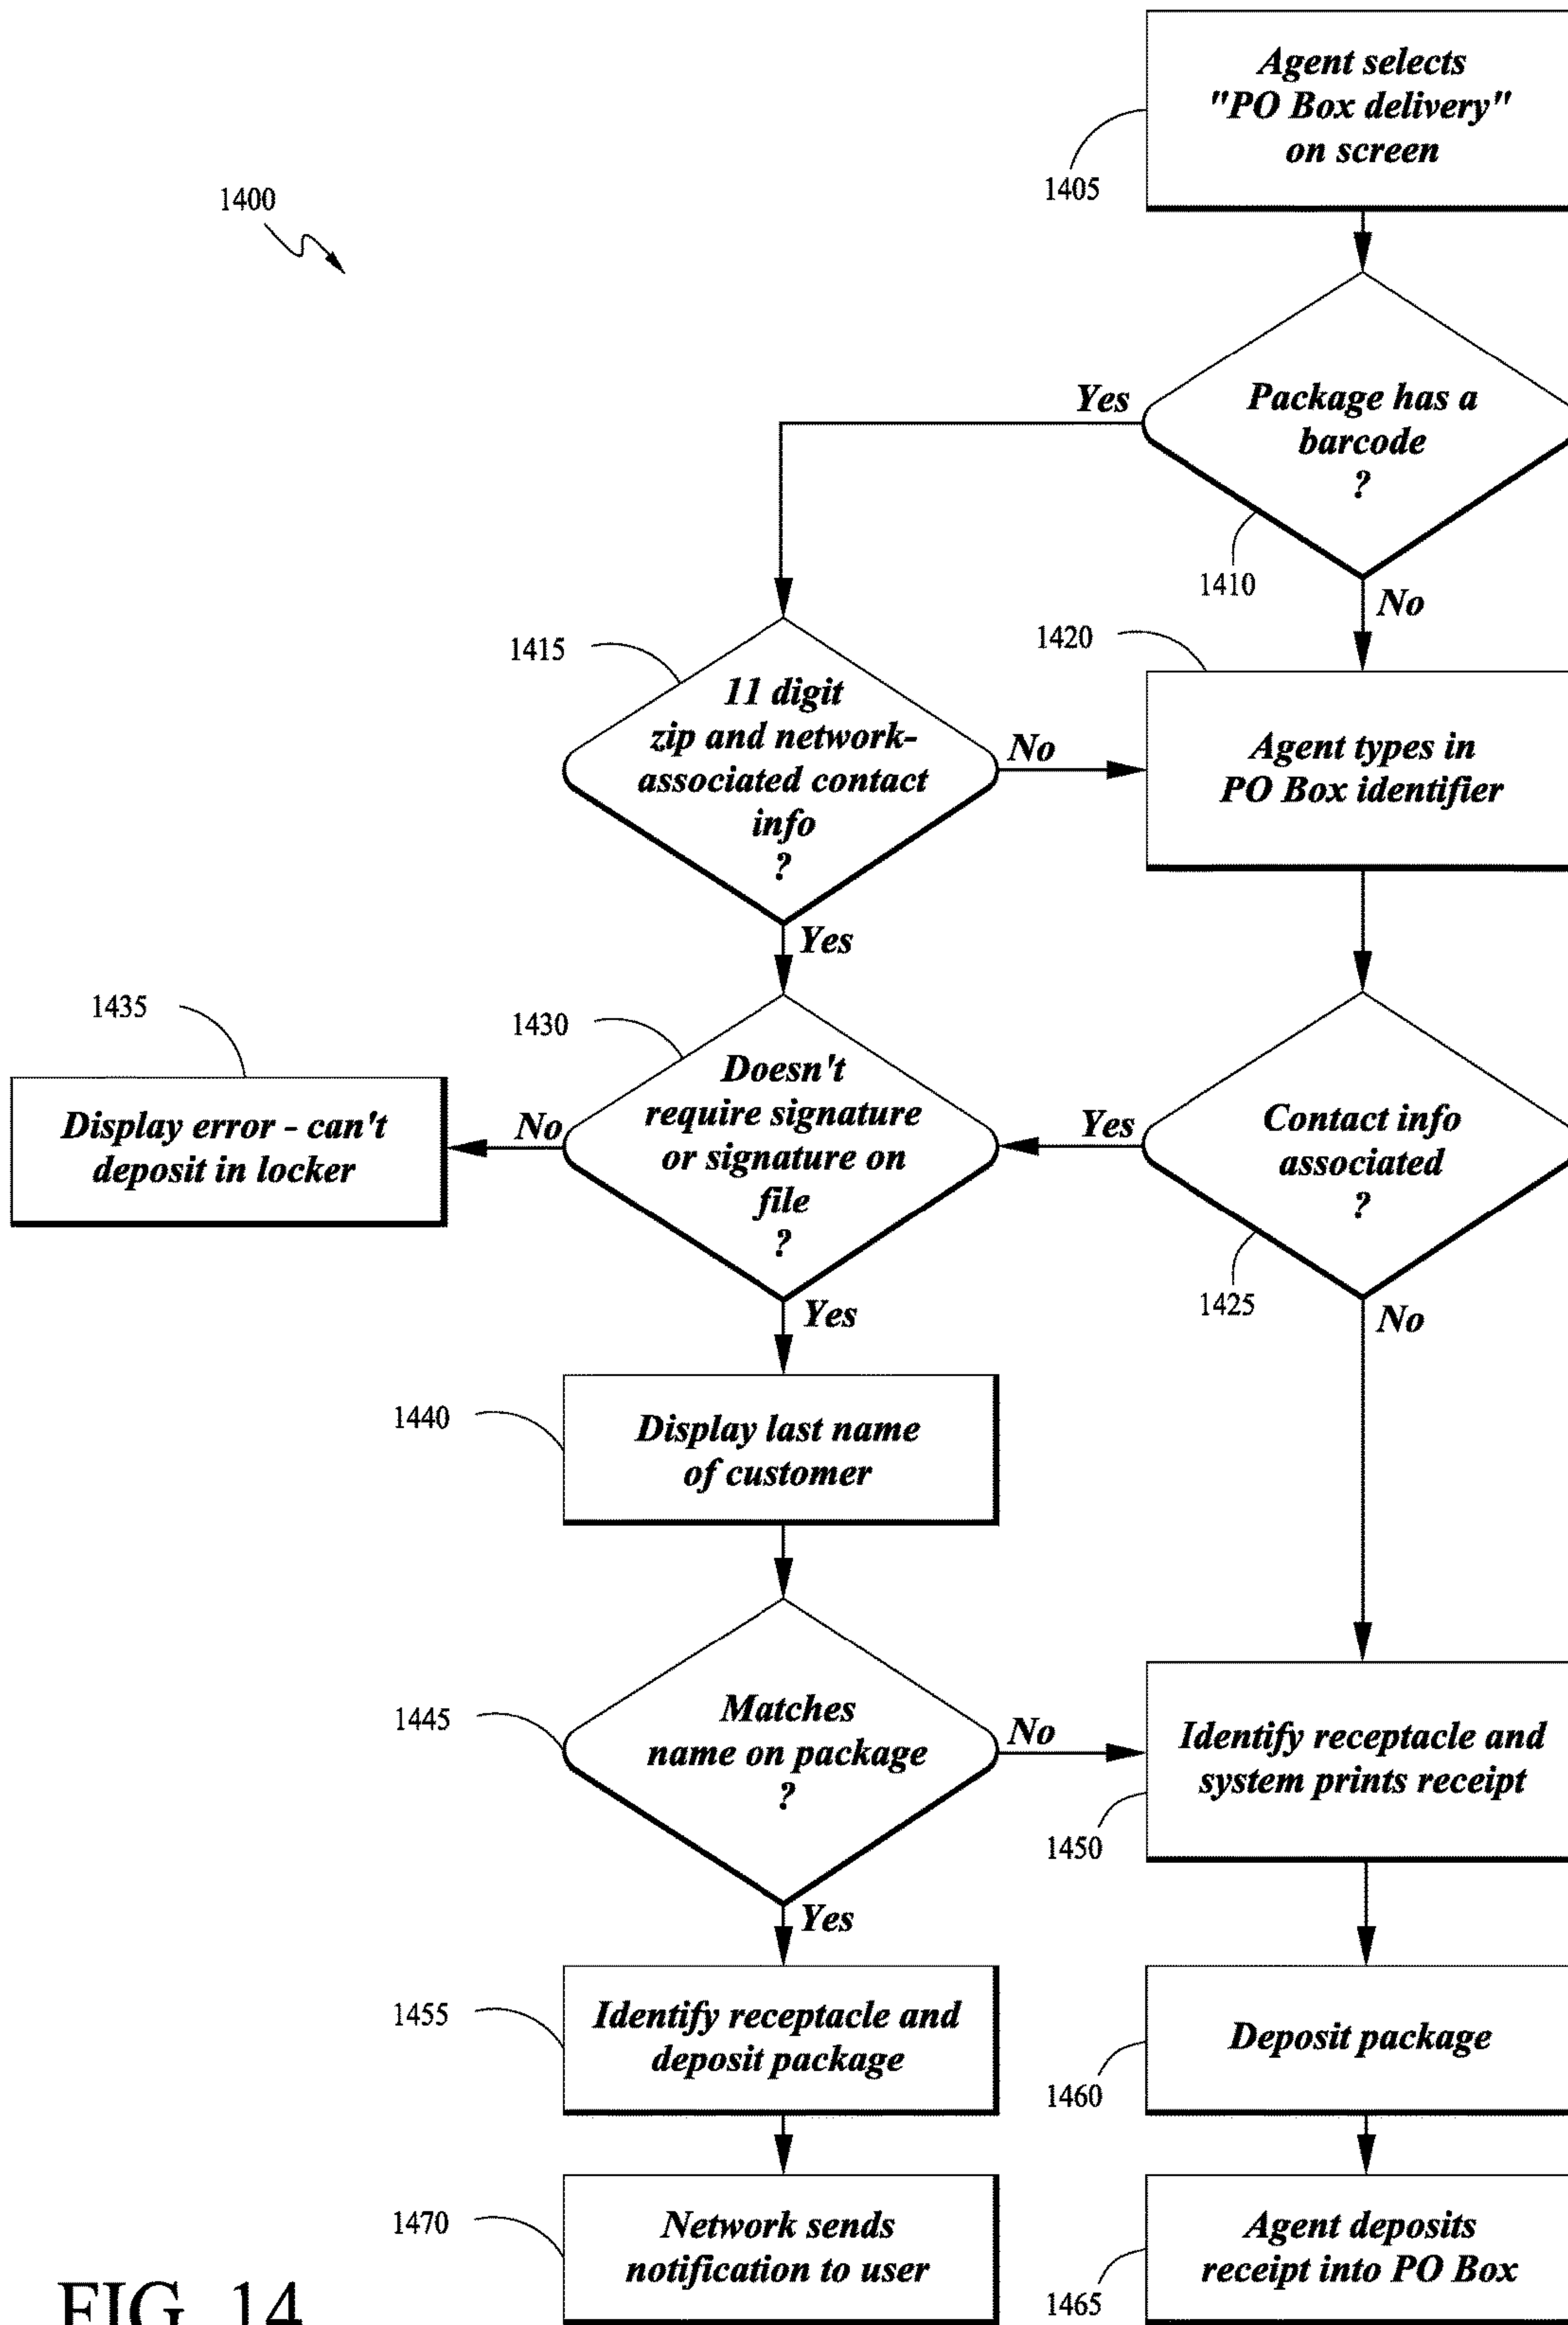 Agent selects
"PO Box delivery"
on screen
1405
1400
Package has a
barcode
?
Yes
1410
No
1415
11 digit
zip and network-
associated contact
info
?
No
1420
Agent types in
PO Box identifier
Yes
1435
Display error - can't
deposit in locker
No
1430
Doesn't
require signature
or signature on
file
?
Yes
Contact info
associated
?
1425
No
Yes
1440
Display last name
of customer
1445
Matches
name on package
?
No
Identify receptacle and
system prints receipt
1450
Yes
1455
Identify receptacle and
deposit package
Deposit package
1460
1470
Network sends
notification to user
Agent deposits
receipt into PO Box
1465
FIG. 14